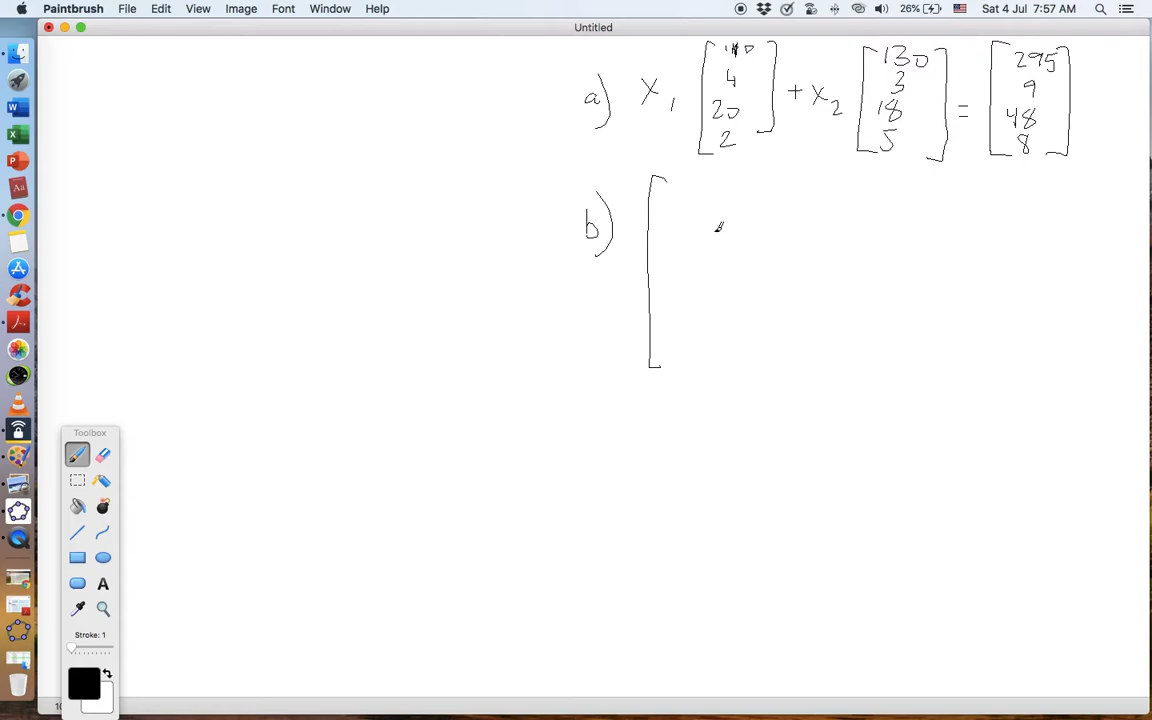 Paintbrush File Edit View Image Font Window Help 26% Sat 4 Jul 7:57 AM
Untitled
a) X1 [110 4 20 2] + X2 [130 3 18 5] = [295 9 48 8]
b) [
Toolbox
A
Stroke: 1